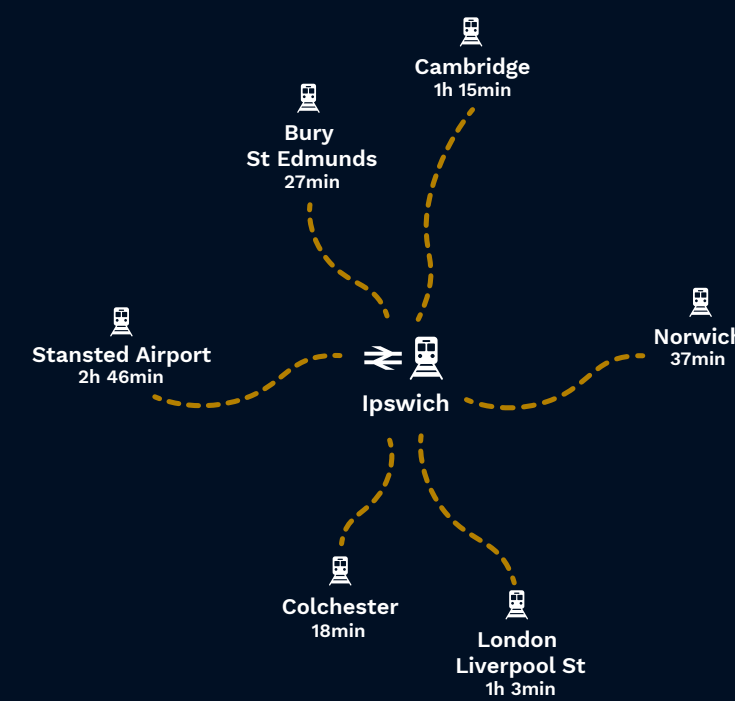 Cambridge
1h 15min
Bury
St Edmunds
27min
Stansted Airport
2h 46min
Norwich
37min
Ipswich
Colchester
18min
London
Liverpool St
1h 3min